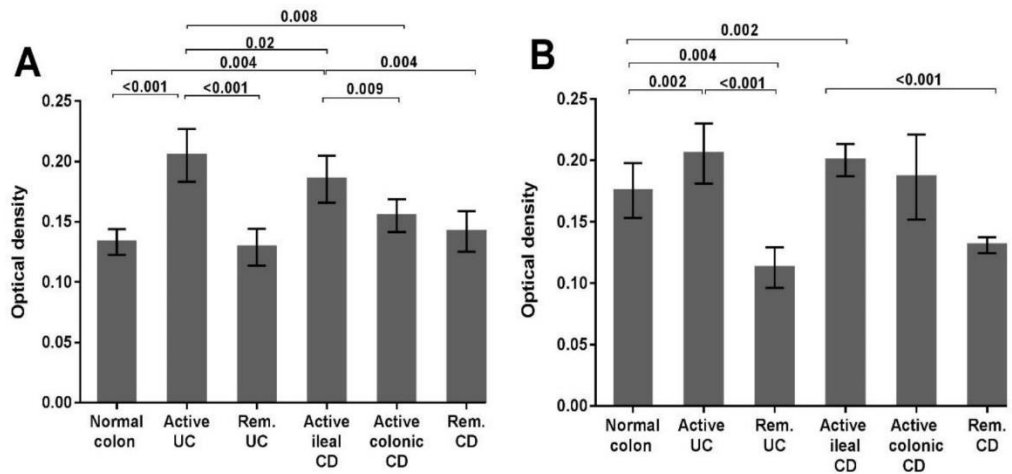 A
0.008
0.02
0.004
0.004
<0.001
<0.001
0.009
Optical density
0.25
0.20
0.15
0.10
0.05
0.00
Normal colon
Active UC
Rem. UC
Active ileal CD
Active colonic CD
Rem. CD
B
0.002
0.004
0.002
<0.001
<0.001
Optical density
0.25
0.20
0.15
0.10
0.05
0.00
Normal colon
Active UC
Rem. UC
Active ileal CD
Active colonic CD
Rem. CD